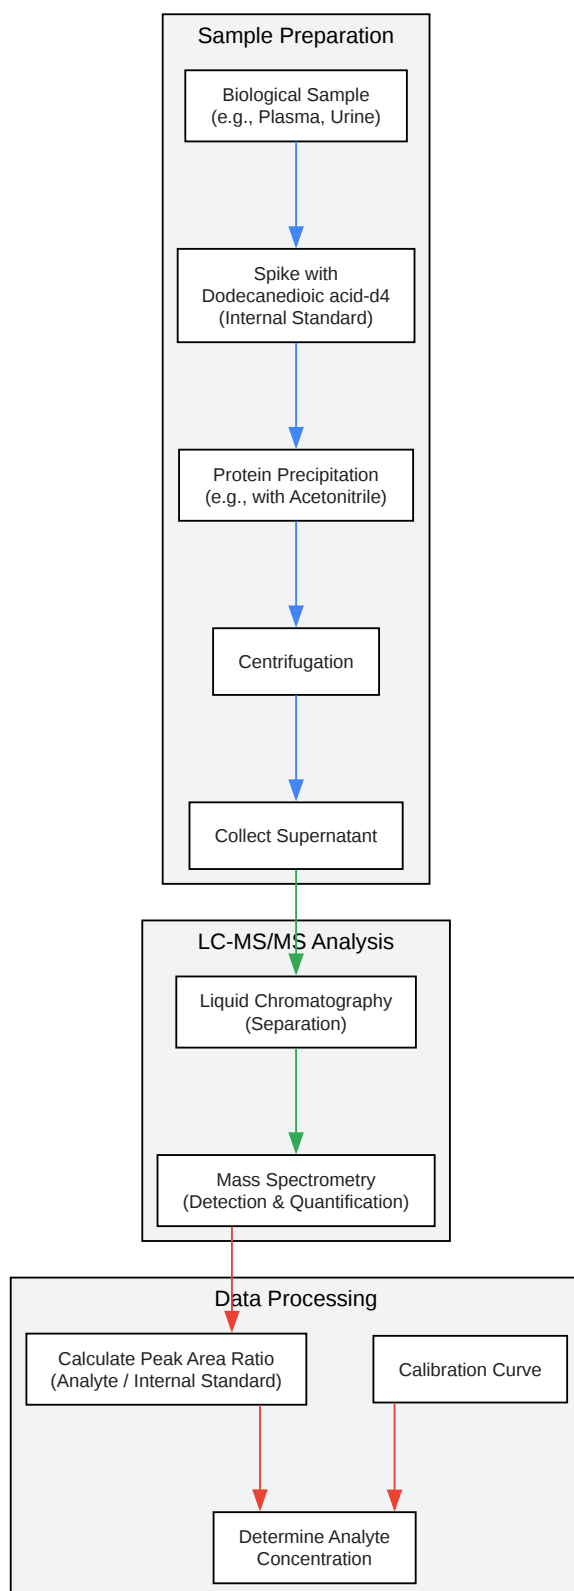 Sample Preparation
Biological Sample
(e.g., Plasma, Urine)
Spike with
Dodecanedioic acid-d4
(Internal Standard)
Protein Precipitation
(e.g., with Acetonitrile)
Centrifugation
Collect Supernatant
LC-MS/MS Analysis
Liquid Chromatography
(Separation)
Mass Spectrometry
(Detection & Quantification)
Data Processing
Calculate Peak Area Ratio
(Analyte / Internal Standard)
Calibration Curve
Determine Analyte
Concentration